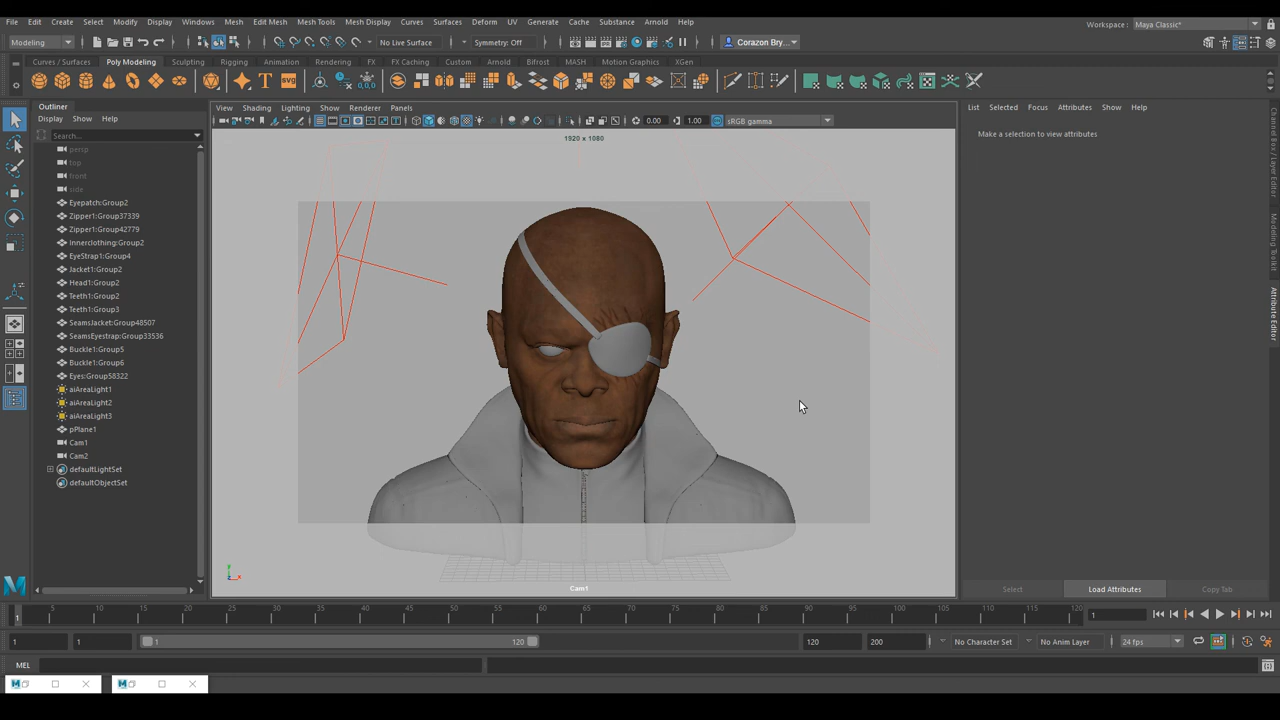 File Edit Create Select Modify Display Windows Mesh Edit Mesh Mesh Tools Mesh Display Curves Surfaces Deform UV Generate Cache Substance Arnold Help
Workspace : Maya Classic*
Modeling No Live Surface Symmetry: Off Corazon Bry...
Curves / Surfaces Poly Modeling Sculpting Rigging Animation Rendering FX FX Caching Custom Arnold Bifrost MASH Motion Graphics XGen
Outliner
Display Show Help
Search...
persp
top
front
side
Eyepatch:Group2
Zipper1:Group37339
Zipper1:Group42779
Innerclothing:Group2
EyeStrap1:Group4
Jacket1:Group2
Head1:Group2
Teeth1:Group2
Teeth1:Group3
SeamsJacket:Group48507
SeamsEyestrap:Group33536
Buckle1:Group5
Buckle1:Group6
Eyes:Group58322
aiAreaLight1
aiAreaLight2
aiAreaLight3
pPlane1
Cam1
Cam2
defaultLightSet
defaultObjectSet
View Shading Lighting Show Renderer Panels
0.00 1.00 sRGB gamma
1920 x 1080
Cam1
List Selected Focus Attributes Show Help
Make a selection to view attributes
Select Load Attributes Copy Tab
Channel Box / Layer Editor
Modeling Toolkit
Attribute Editor
1 5 10 15 20 25 30 35 40 45 50 55 60 65 70 75 80 85 90 95 100 105 110 115 120 1
1 1 1 120 120 200 No Character Set No Anim Layer 24 fps
MEL